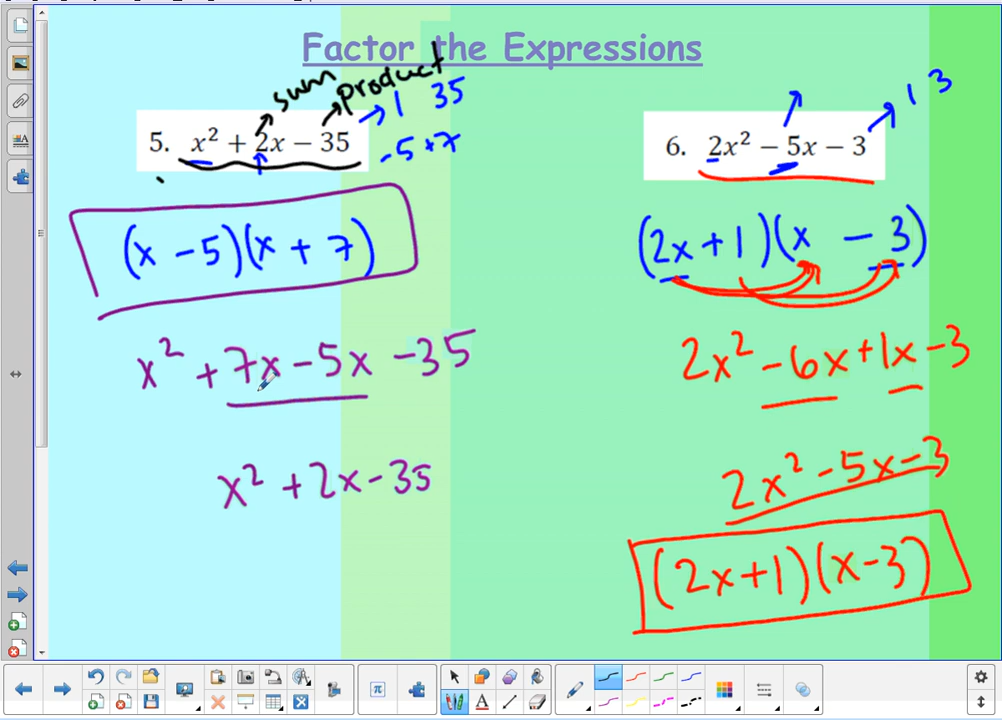 Factor the Expressions
sum
product
5. x² + 2x − 35
1 35
-5 +7
(x - 5)(x + 7)
x² + 7x - 5x - 35
x² + 2x - 35
6. 2x² − 5x − 3
1 3
(2x + 1)(x - 3)
2x² - 6x + 1x - 3
2x² - 5x - 3
(2x + 1)(x - 3)